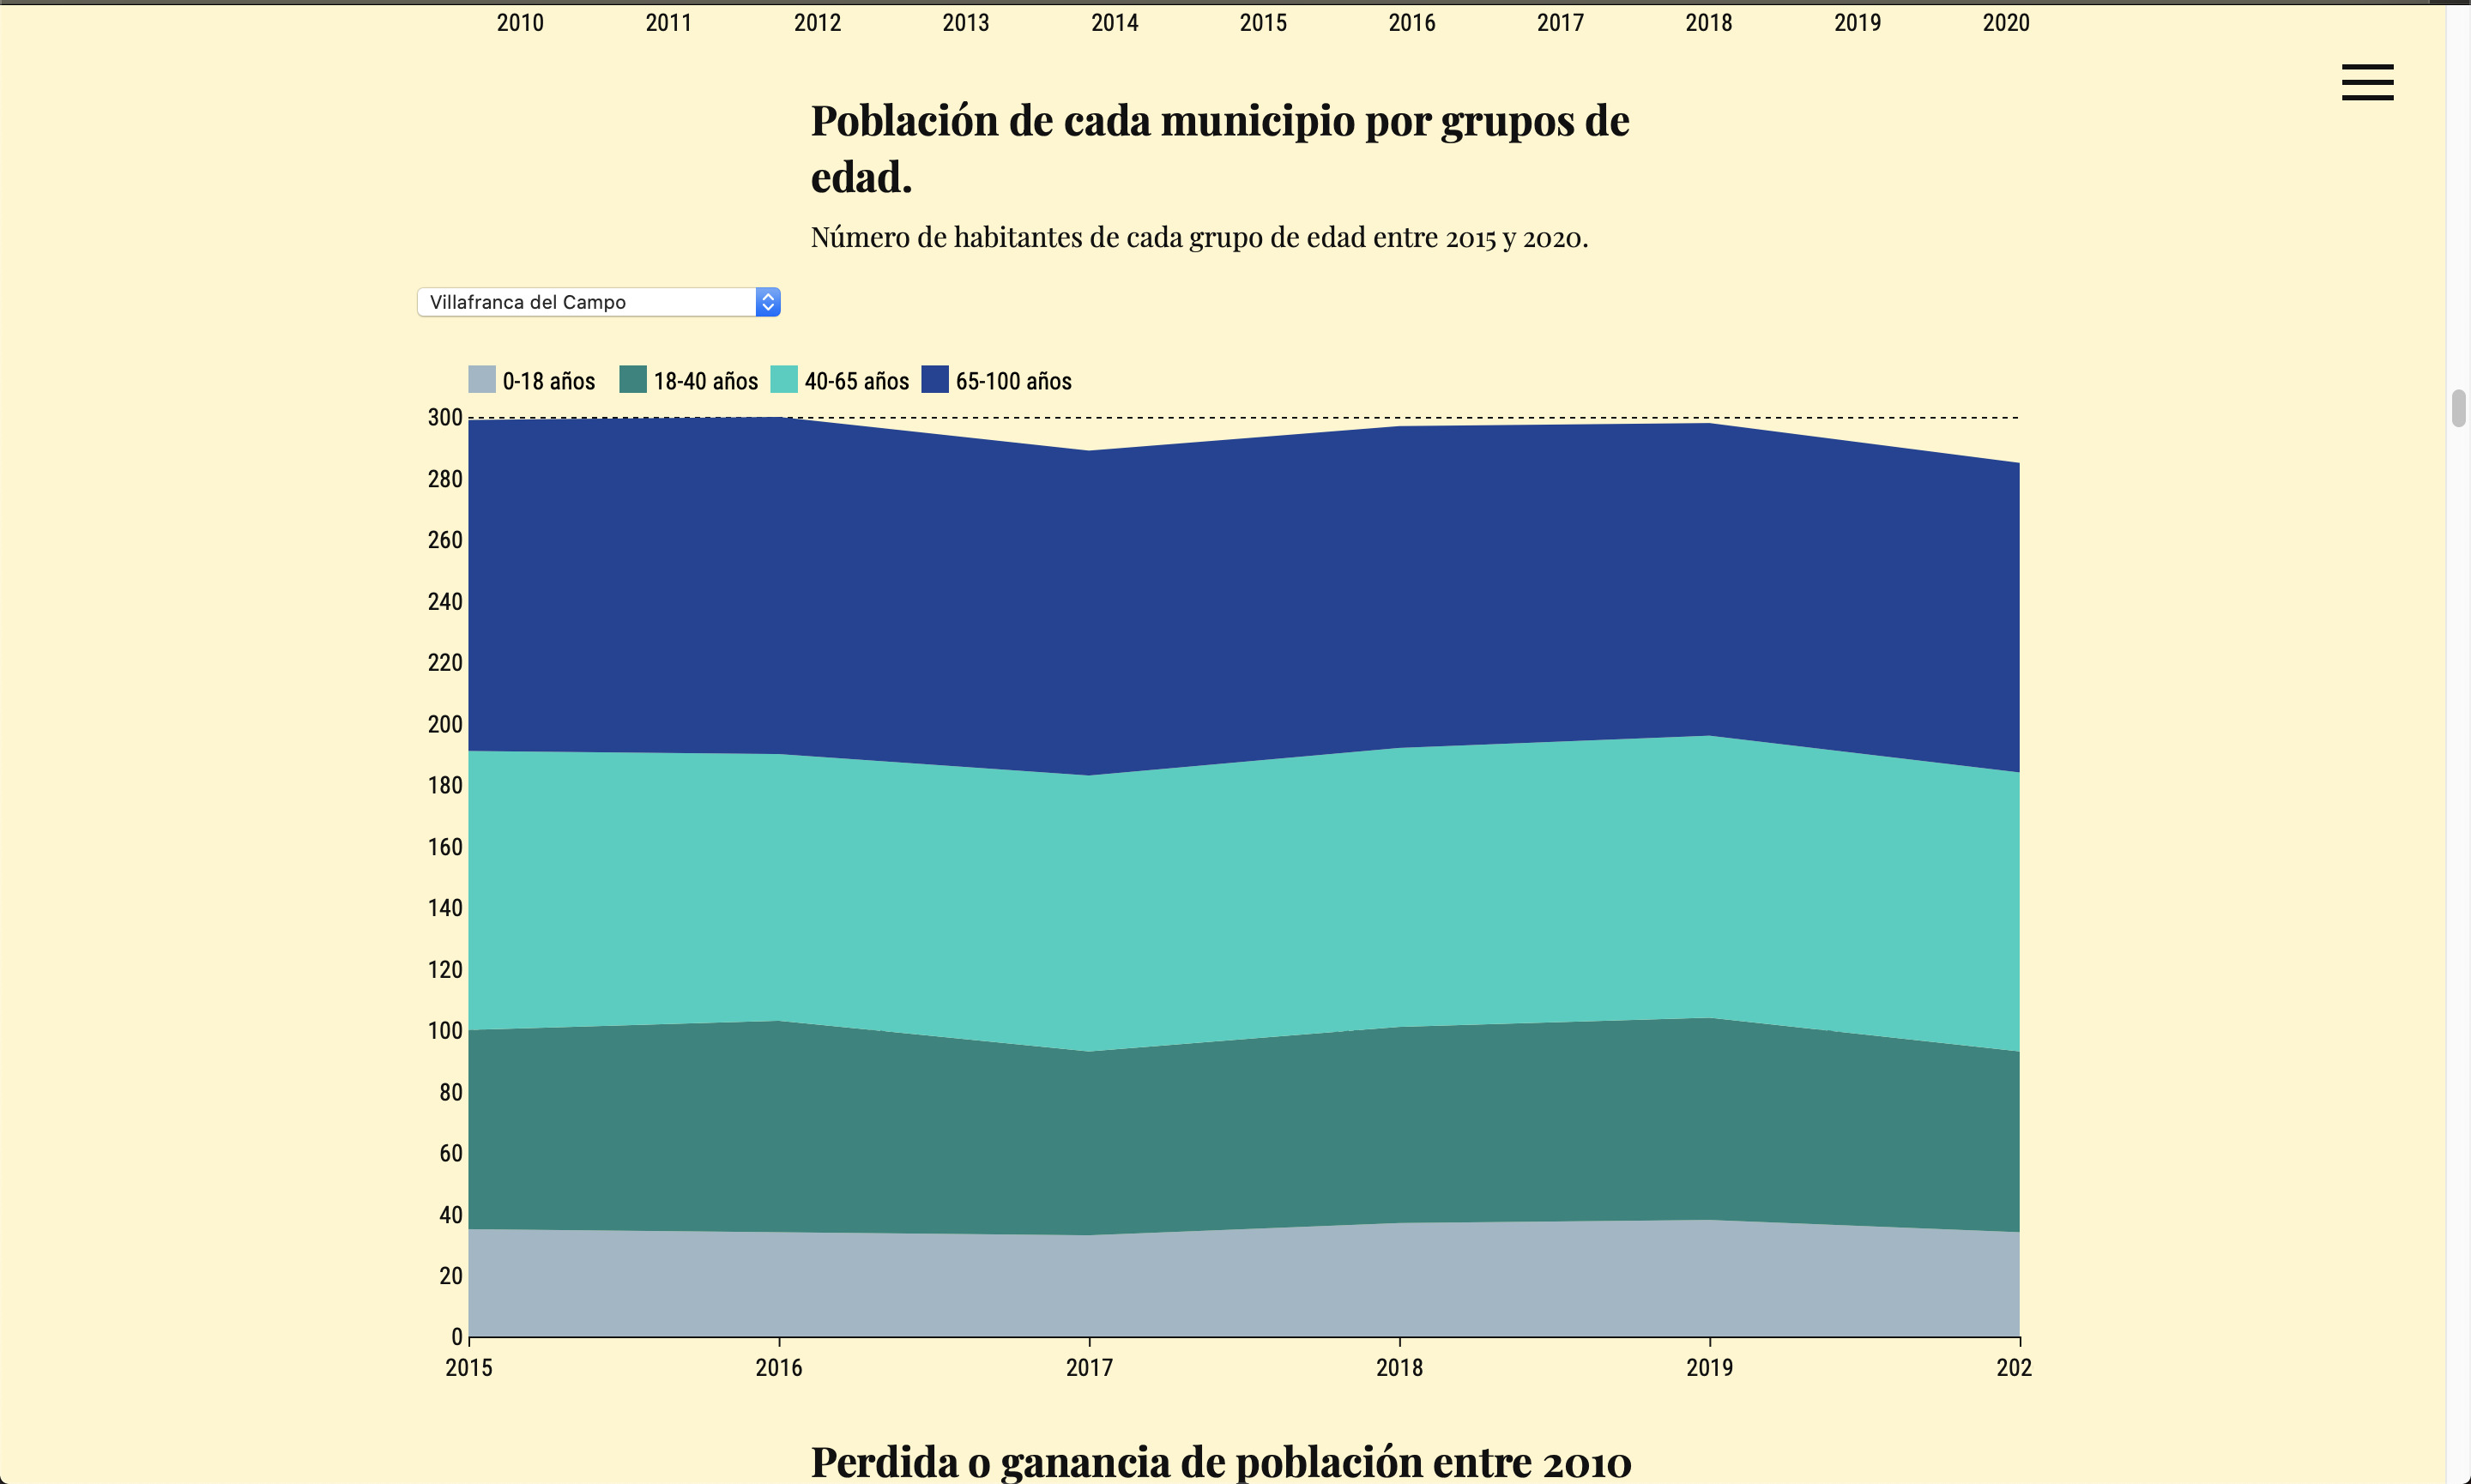 2010 2011 2012 2013 2014 2015 2016 2017 2018 2019 2020
Población de cada municipio por grupos de
edad.
Número de habitantes de cada grupo de edad entre 2015 y 2020.
Villafranca del Campo
0-18 años 18-40 años 40-65 años 65-100 años
300
280
260
240
220
200
180
160
140
120
100
80
60
40
20
0
2015 2016 2017 2018 2019 202
Perdida o ganancia de población entre 2010